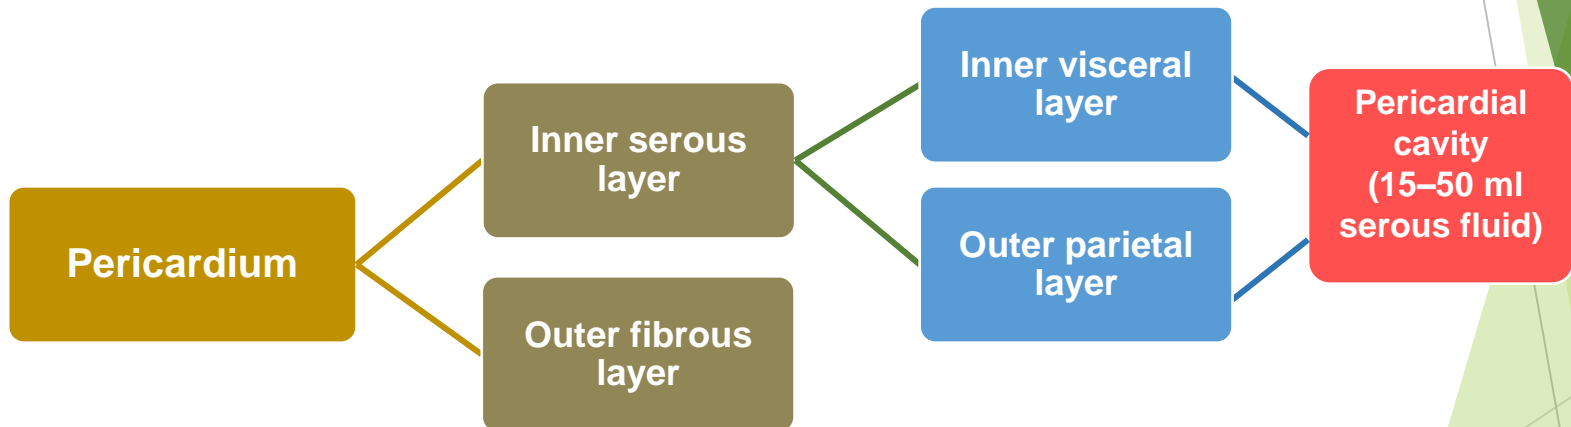 Pericardium
Inner serous
layer
Outer fibrous
layer
Inner visceral
layer
Outer parietal
layer
Pericardial
cavity
(15–50 ml
serous fluid)